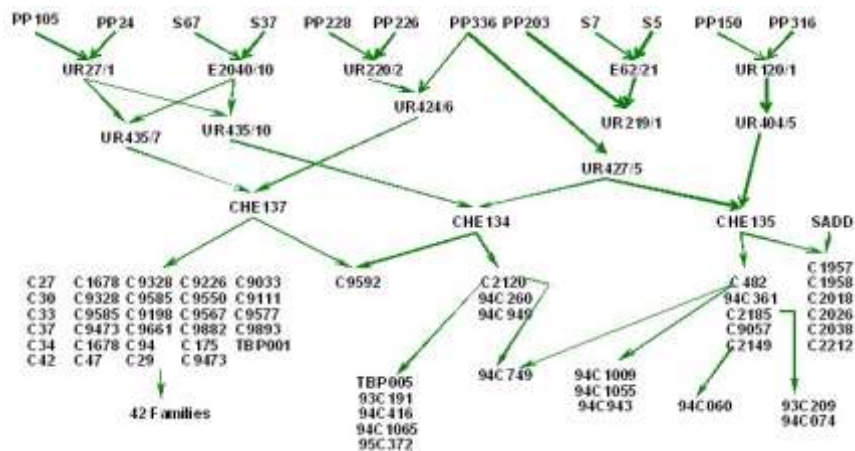 PP105 PP24 S67 S37 PP228 PP226 PP336 PP203 S7 S5 PP150 PP316
UR27/1 E2040/10 UR220/2 E62/21 UR120/1
UR424/6
UR435/7 UR435/10 UR219/1 UR404/5
UR427/5
CHE137 CHE134 CHE135 SADD
C27 C1678 C9328 C9226 C9033 C9592 C2120 C482 C1957
C30 C9328 C9585 C9550 C9111 94C260 94C361 C1958
C33 C9585 C9198 C9567 C9577 94C949 C2185 C2018
C37 C9473 C9661 C9882 C9893 C9057 C2026
C34 C1678 C94 C175 TBP001 C2149 C2038
C42 C47 C29 C9473 C2212
TBP005 94C749 94C1009
93C191 94C1055
94C416 94C943 94C060 93C209
94C1065 94C074
95C372
42 Families